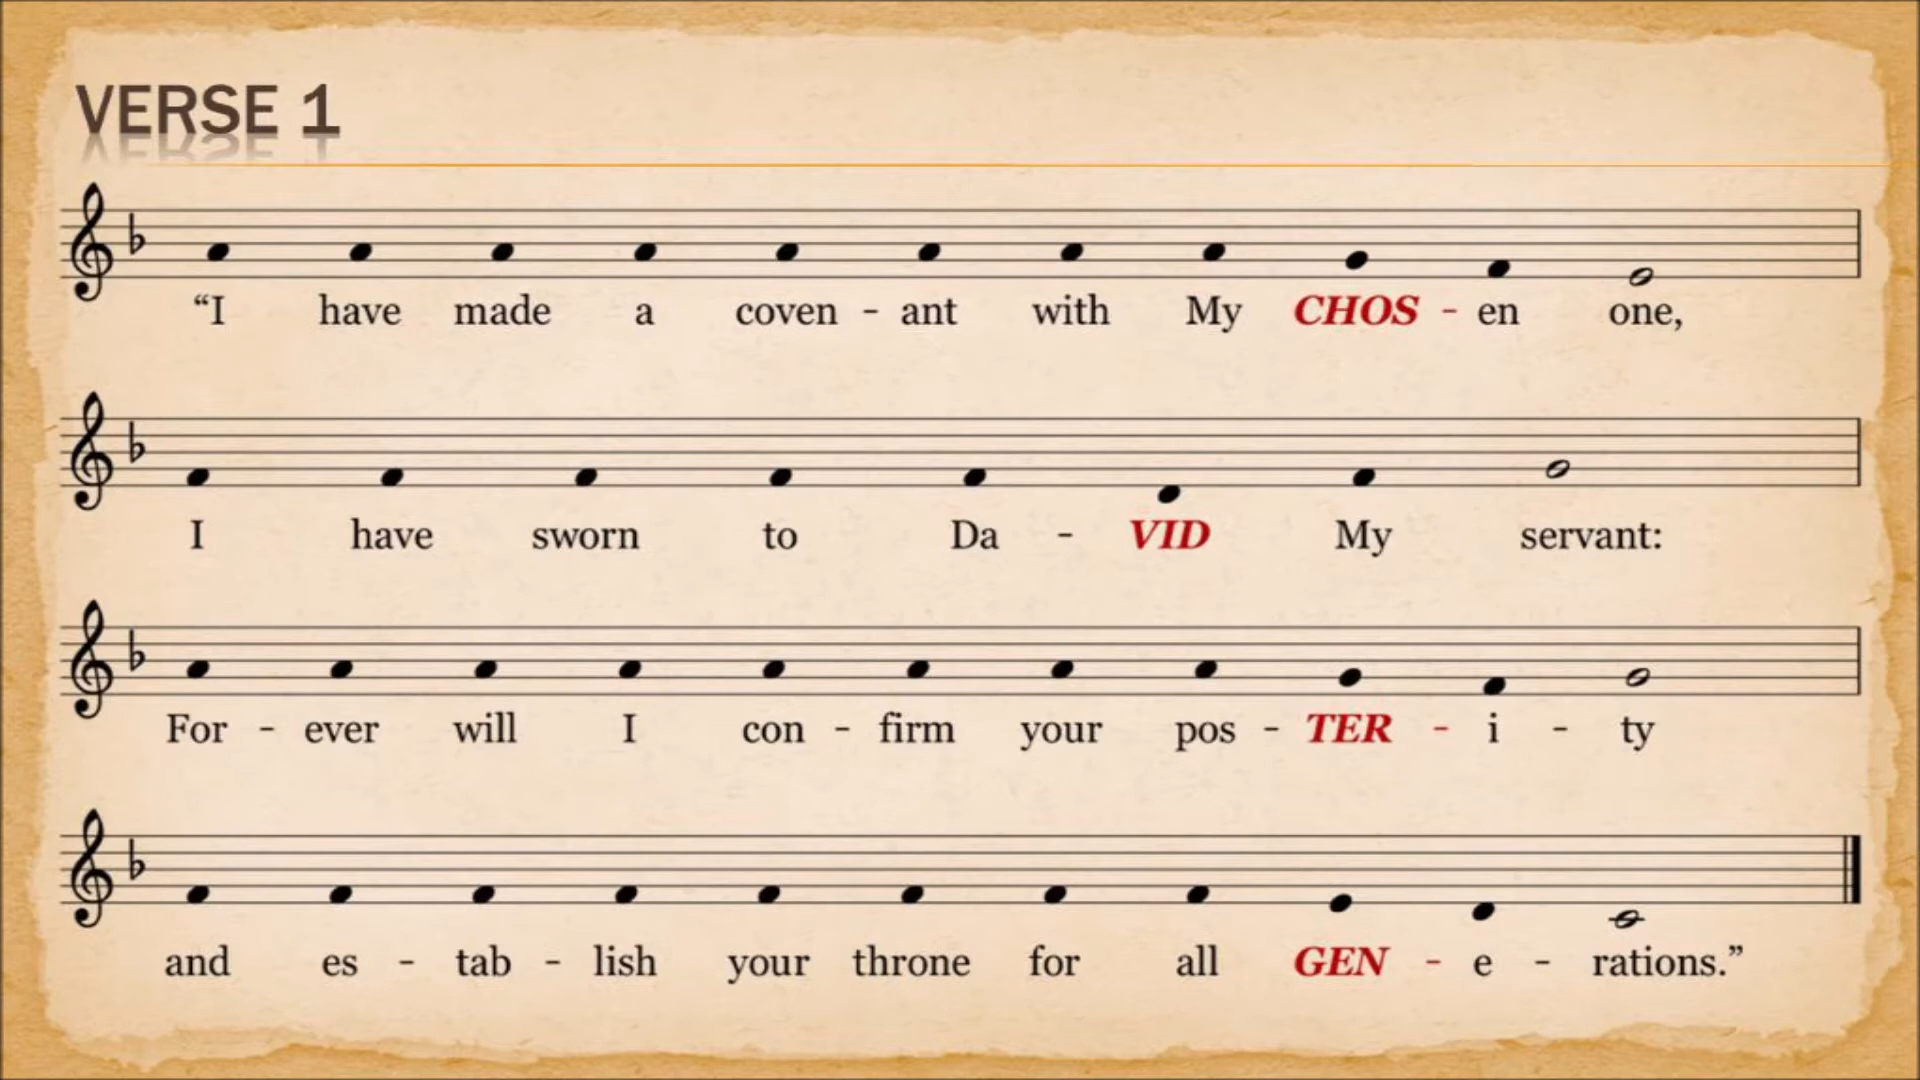 VERSE 1
“I have made a coven - ant with My CHOS - en one,
I have sworn to Da - VID My servant:
For - ever will I con - firm your pos - TER - i - ty
and es - tab - lish your throne for all GEN - e - rations.”